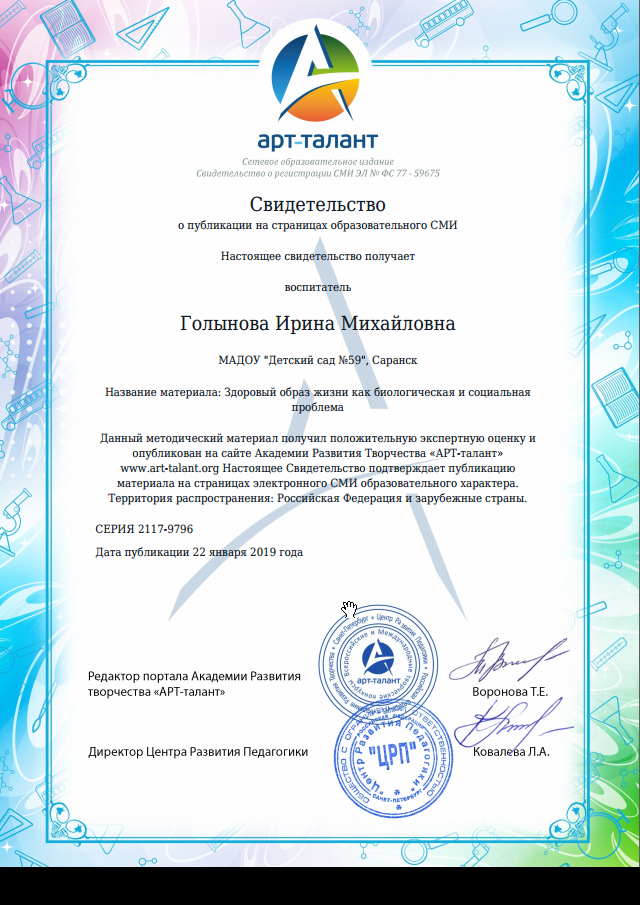 арт-талант
Сетевое образовательное издание
Свидетельство о регистрации СМИ ЭЛ № ФС 77 - 59675
Свидетельство
о публикации на страницах образовательного СМИ
Настоящее свидетельство получает
воспитатель
Голынова Ирина Михайловна
МАДОУ "Детский сад №59", Саранск
Название материала: Здоровый образ жизни как биологическая и социальная
проблема
Данный методический материал получил положительную экспертную оценку и
опубликован на сайте Академии Развития Творчества «АРТ-талант»
www.art-talant.org Настоящее Свидетельство подтверждает публикацию
материала на страницах электронного СМИ образовательного характера.
Территория распространения: Российская Федерация и зарубежные страны.
СЕРИЯ 2117-9796
Дата публикации 22 января 2019 года
Редактор портала Академии Развития
творчества «АРТ-талант»
арт-талант
Воронова Т.Е.
Директор Центра Развития Педагогики
"ЦРП"
Центр Развития Педагогики
САНКТ-ПЕТЕРБУРГ
Ковалева Л.А.